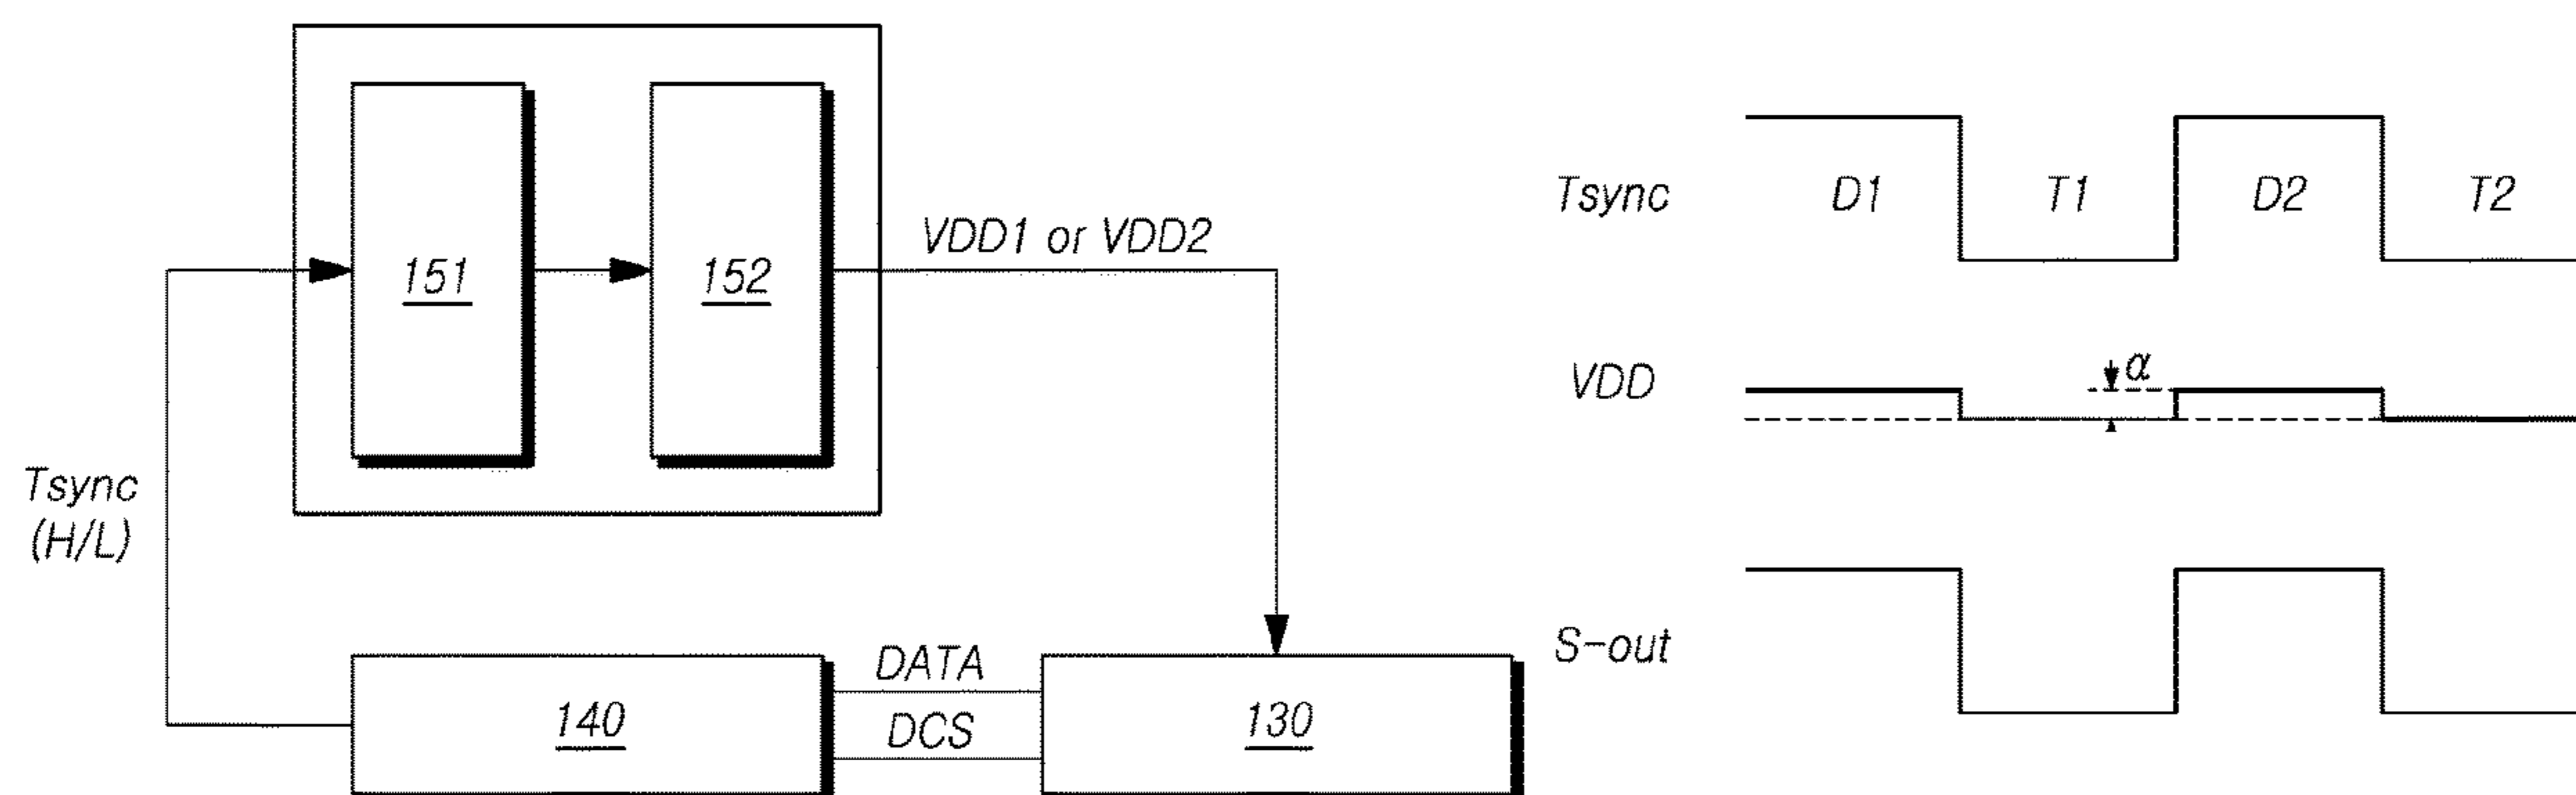 151
152
VDD1 or VDD2
Tsync
(H/L)
140
DATA
DCS
130
Tsync
D1
T1
D2
T2
VDD
α
S-out